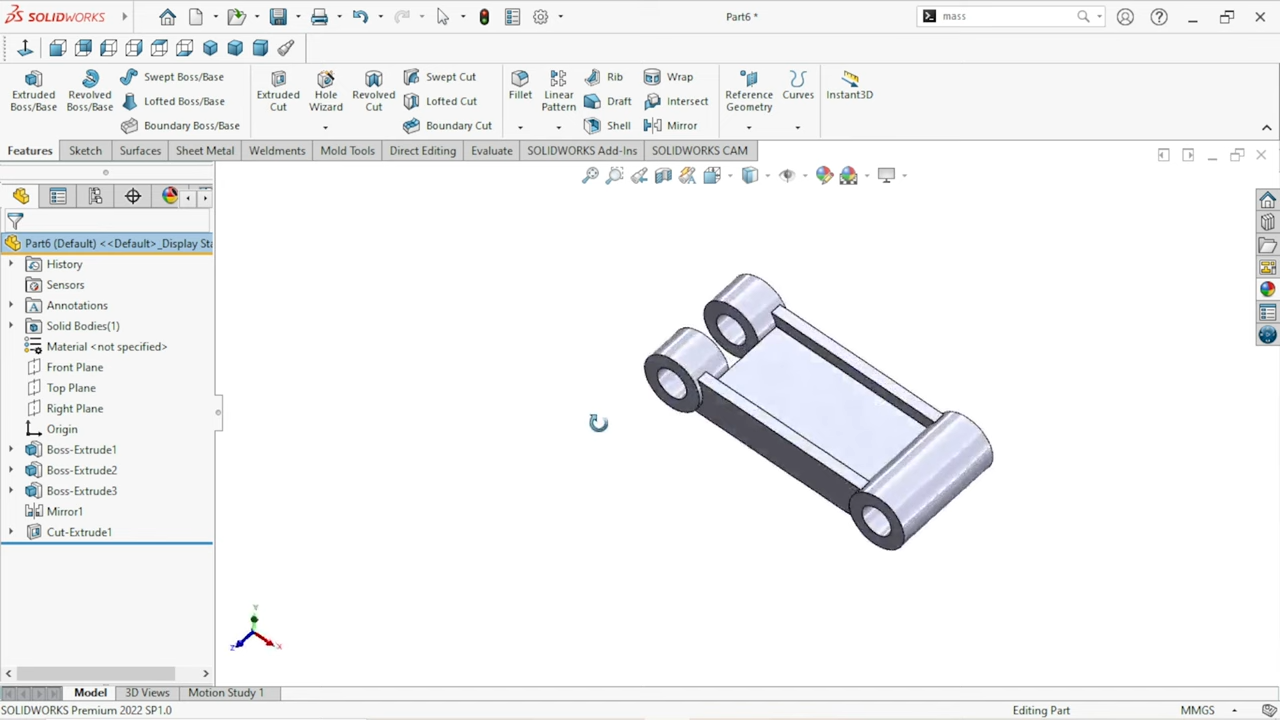 SOLIDWORKS
Part6 *
mass
Extruded Boss/Base
Revolved Boss/Base
Swept Boss/Base
Lofted Boss/Base
Boundary Boss/Base
Extruded Cut
Hole Wizard
Revolved Cut
Swept Cut
Lofted Cut
Boundary Cut
Fillet
Linear Pattern
Rib
Draft
Shell
Wrap
Intersect
Mirror
Reference Geometry
Curves
Instant3D
Features
Sketch
Surfaces
Sheet Metal
Weldments
Mold Tools
Direct Editing
Evaluate
SOLIDWORKS Add-Ins
SOLIDWORKS CAM
Part6 (Default) <<Default>_Display Sta
History
Sensors
Annotations
Solid Bodies(1)
Material <not specified>
Front Plane
Top Plane
Right Plane
Origin
Boss-Extrude1
Boss-Extrude2
Boss-Extrude3
Mirror1
Cut-Extrude1
Y
Z
X
Model
3D Views
Motion Study 1
SOLIDWORKS Premium 2022 SP1.0
Editing Part
MMGS